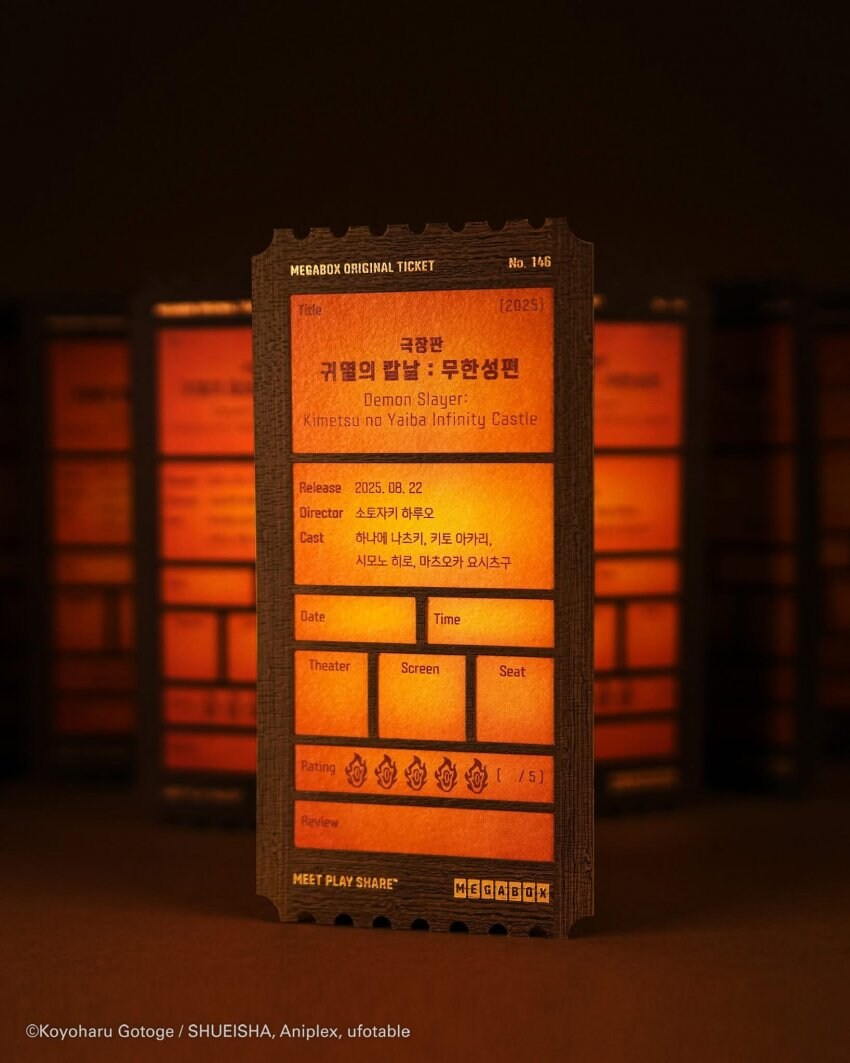 MEGABOX ORIGINAL TICKET No. 146
Title [2025]
극장판
귀멸의 칼날 : 무한성편
Demon Slayer:
Kimetsu no Yaiba Infinity Castle
Release 2025. 08. 22
Director 소토자키 하루오
Cast 하나에 나츠키, 키토 아카리,
시모노 히로, 마츠오카 요시츠구
Date Time
Theater Screen Seat
Rating [ / 5 ]
Review
MEET PLAY SHARE™ MEGABOX
©Koyoharu Gotoge / SHUEISHA, Aniplex, ufotable